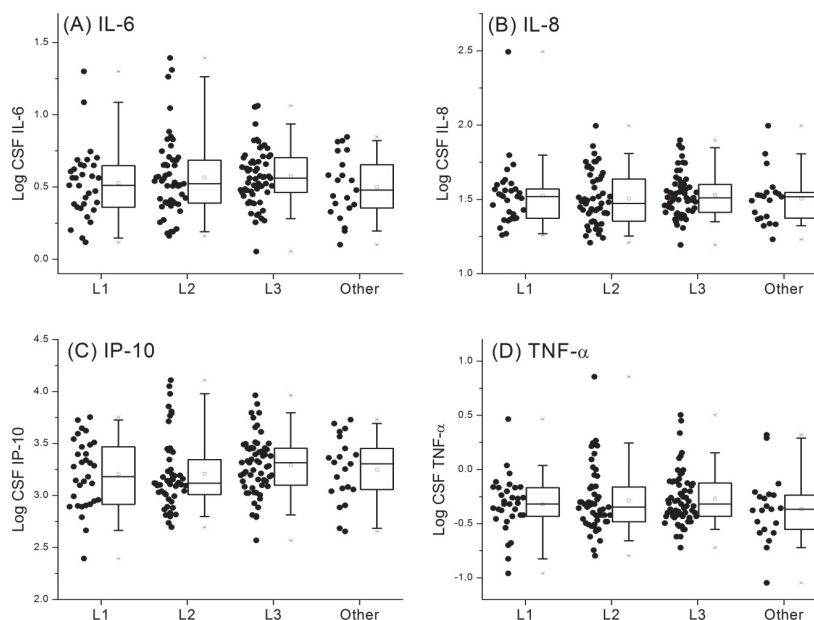 (A) IL-6
Log CSF IL-6
1.5
1.0
0.5
0.0
L1 L2 L3 Other
(B) IL-8
Log CSF IL-8
2.5
2.0
1.5
1.0
L1 L2 L3 Other
(C) IP-10
Log CSF IP-10
4.5
4.0
3.5
3.0
2.5
2.0
L1 L2 L3 Other
(D) TNF-α
Log CSF TNF-α
1.0
0.5
0.0
-0.5
-1.0
L1 L2 L3 Other